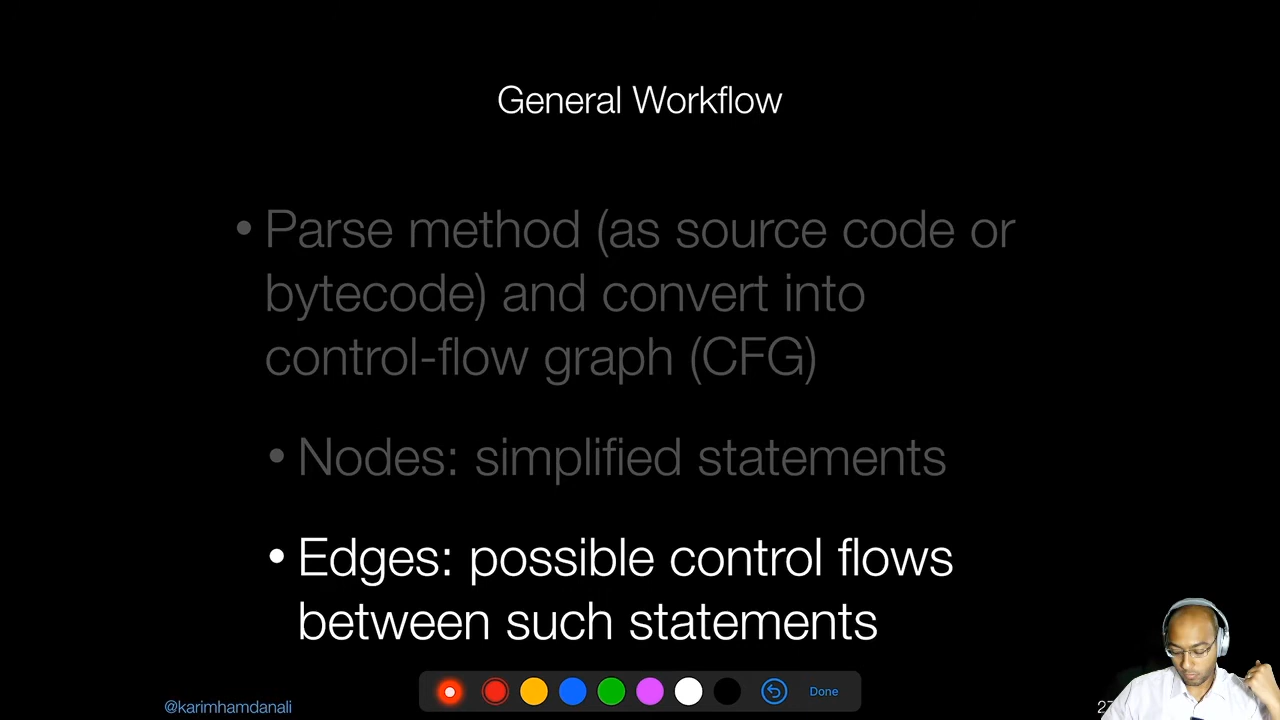 General Workflow
• Parse method (as source code or
bytecode) and convert into
control-flow graph (CFG)
• Nodes: simplified statements
• Edges: possible control flows
between such statements
Done
@karimhamdanali